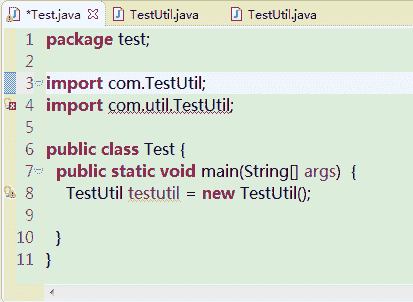 *Test.java TestUtil.java TestUtil.java
1 package test;
2
3 import com.TestUtil;
4 import com.util.TestUtil;
5
6 public class Test {
7 public static void main(String[] args) {
8 TestUtil testutil = new TestUtil();
9
10 }
11 }